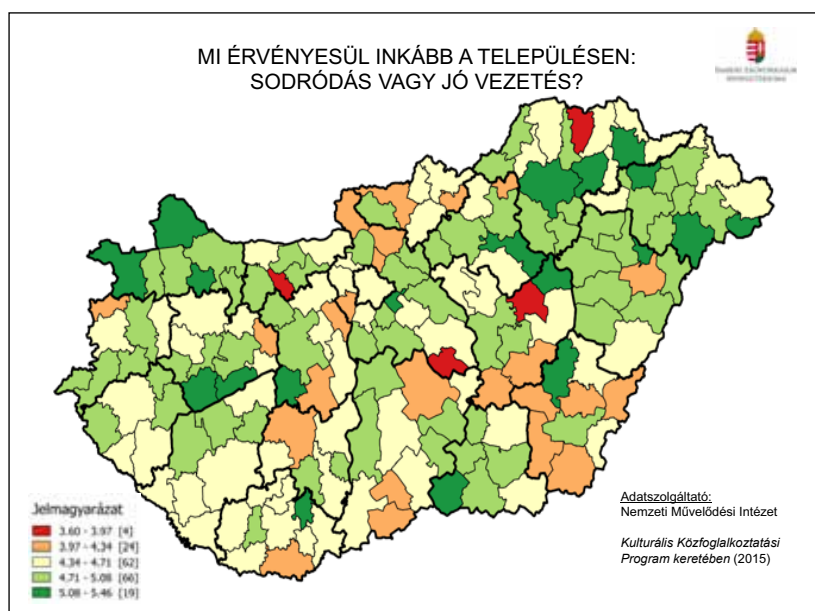 MI ÉRVÉNYESÜL INKÁBB A TELEPÜLÉSEN:
SODRÓDÁS VAGY JÓ VEZETÉS?
Jelmagyarázat
3.60 - 3.97 [4]
3.97 - 4.34 [24]
4.34 - 4.71 [62]
4.71 - 5.08 [66]
5.08 - 5.46 [19]
Adatszolgáltató:
Nemzeti Művelődési Intézet
Kulturális Közfoglalkoztatási
Program keretében (2015)